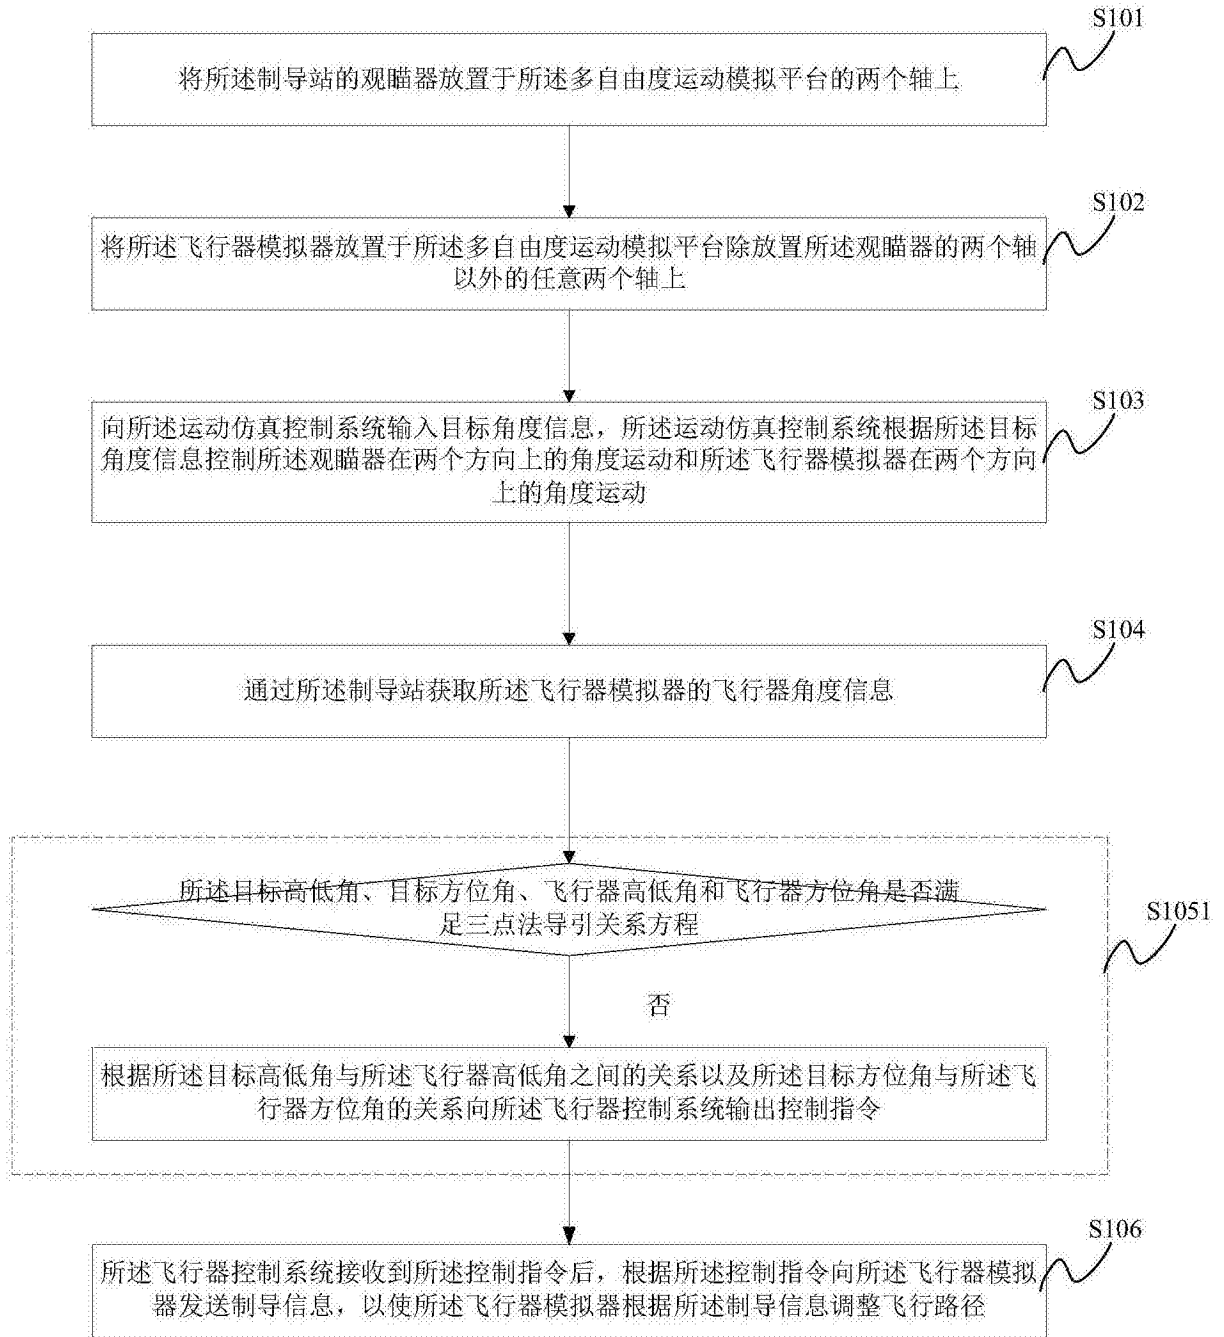 S101
将所述制导站的观瞄器放置于所述多自由度运动模拟平台的两个轴上
S102
将所述飞行器模拟器放置于所述多自由度运动模拟平台除放置所述观瞄器的两个轴
以外的任意两个轴上
S103
向所述运动仿真控制系统输入目标角度信息，所述运动仿真控制系统根据所述目标
角度信息控制所述观瞄器在两个方向上的角度运动和所述飞行器模拟器在两个方向
上的角度运动
S104
通过所述制导站获取所述飞行器模拟器的飞行器角度信息
所述目标高低角、目标方位角、飞行器高低角和飞行器方位角是否满
足三点法导引关系方程
S1051
否
根据所述目标高低角与所述飞行器高低角之间的关系以及所述目标方位角与所述飞
行器方位角的关系向所述飞行器控制系统输出控制指令
S106
所述飞行器控制系统接收到所述控制指令后，根据所述控制指令向所述飞行器模拟
器发送制导信息，以使所述飞行器模拟器根据所述制导信息调整飞行路径